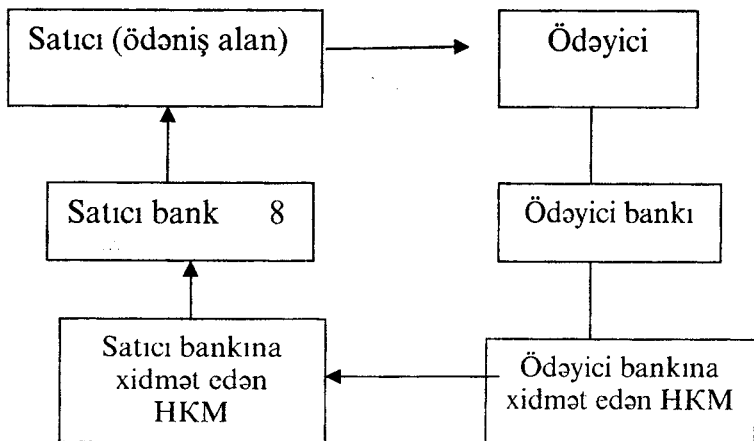 Satıcı (ödəniş alan)
Ödəyici
Satıcı bank 8
Ödəyici bankı
Satıcı bankına
xidmət edən
HKM
Ödəyici bankına
xidmət edən HKM